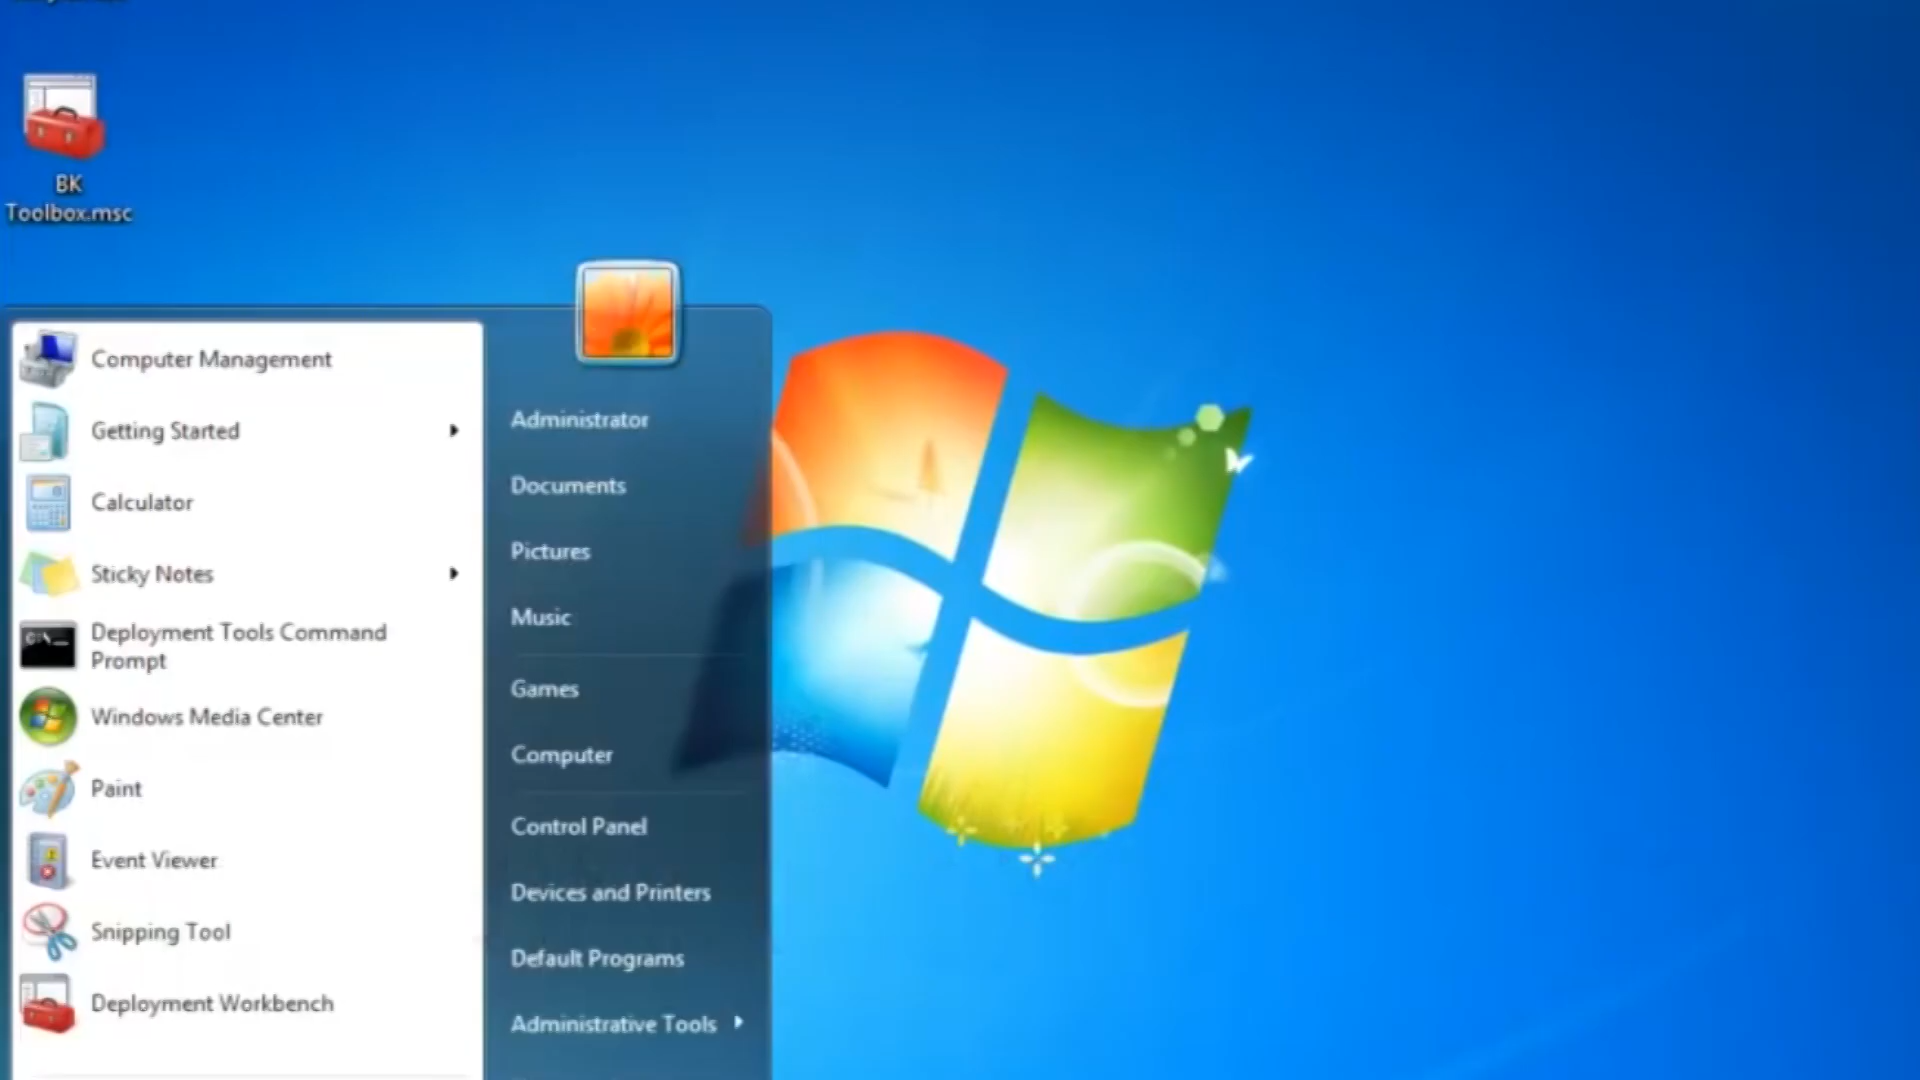 BK
Toolbox.msc
Computer Management
Getting Started
Calculator
Sticky Notes
Deployment Tools Command
Prompt
Windows Media Center
Paint
Event Viewer
Snipping Tool
Deployment Workbench
Administrator
Documents
Pictures
Music
Games
Computer
Control Panel
Devices and Printers
Default Programs
Administrative Tools